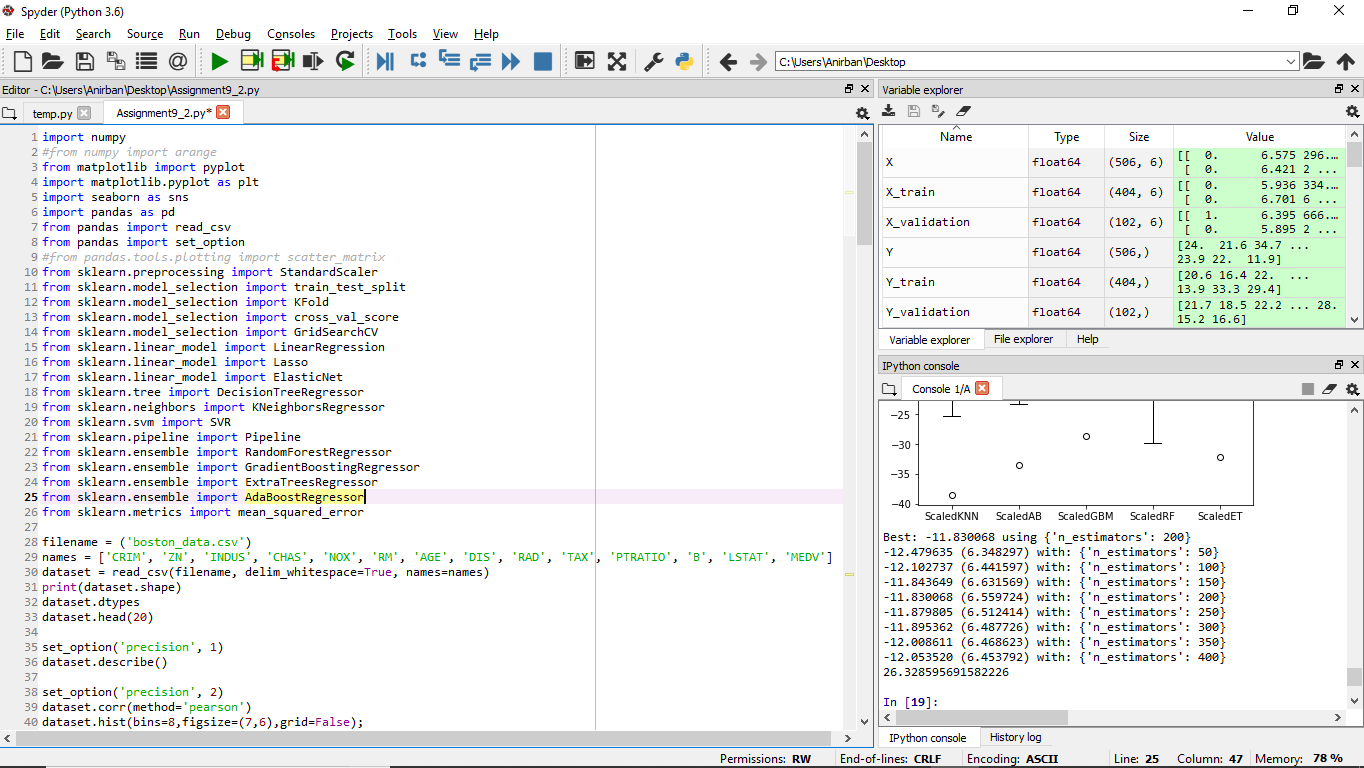 Spyder (Python 3.6)
File Edit Search Source Run Debug Consoles Projects Tools View Help
C:\Users\Anirban\Desktop
Editor - C:\Users\Anirban\Desktop\Assignment9_2.py
temp.py Assignment9_2.py*
1 import numpy
2 #from numpy import arange
3 from matplotlib import pyplot
4 import matplotlib.pyplot as plt
5 import seaborn as sns
6 import pandas as pd
7 from pandas import read_csv
8 from pandas import set_option
9 #from pandas.tools.plotting import scatter_matrix
10 from sklearn.preprocessing import StandardScaler
11 from sklearn.model_selection import train_test_split
12 from sklearn.model_selection import KFold
13 from sklearn.model_selection import cross_val_score
14 from sklearn.model_selection import GridSearchCV
15 from sklearn.linear_model import LinearRegression
16 from sklearn.linear_model import Lasso
17 from sklearn.linear_model import ElasticNet
18 from sklearn.tree import DecisionTreeRegressor
19 from sklearn.neighbors import KNeighborsRegressor
20 from sklearn.svm import SVR
21 from sklearn.pipeline import Pipeline
22 from sklearn.ensemble import RandomForestRegressor
23 from sklearn.ensemble import GradientBoostingRegressor
24 from sklearn.ensemble import ExtraTreesRegressor
25 from sklearn.ensemble import AdaBoostRegressor
26 from sklearn.metrics import mean_squared_error
27
28 filename = ('boston_data.csv')
29 names = ['CRIM', 'ZN', 'INDUS', 'CHAS', 'NOX', 'RM', 'AGE', 'DIS', 'RAD', 'TAX', 'PTRATIO', 'B', 'LSTAT', 'MEDV']
30 dataset = read_csv(filename, delim_whitespace=True, names=names)
31 print(dataset.shape)
32 dataset.dtypes
33 dataset.head(20)
34
35 set_option('precision', 1)
36 dataset.describe()
37
38 set_option('precision', 2)
39 dataset.corr(method='pearson')
40 dataset.hist(bins=8,figsize=(7,6),grid=False);
Variable explorer
Name Type Size Value
X float64 (506, 6) [[ 0. 6.575 296.…
[ 0. 6.421 2 ...
X_train float64 (404, 6) [[ 0. 5.936 334.…
[ 0. 6.701 6 ...
X_validation float64 (102, 6) [[ 1. 6.395 666.…
[ 0. 5.895 2 ...
Y float64 (506,) [24. 21.6 34.7 ...
23.9 22. 11.9]
Y_train float64 (404,) [20.6 16.4 22. ...
13.9 33.3 29.4]
Y_validation float64 (102,) [21.7 18.5 22.2 ... 28.
15.2 16.6]
Variable explorer File explorer Help
IPython console
Console 1/A
−25
−30
−35
−40
ScaledKNN ScaledAB ScaledGBM ScaledRF ScaledET
Best: -11.830068 using {'n_estimators': 200}
-12.479635 (6.348297) with: {'n_estimators': 50}
-12.102737 (6.441597) with: {'n_estimators': 100}
-11.843649 (6.631569) with: {'n_estimators': 150}
-11.830068 (6.559724) with: {'n_estimators': 200}
-11.879805 (6.512414) with: {'n_estimators': 250}
-11.895362 (6.487726) with: {'n_estimators': 300}
-12.008611 (6.468623) with: {'n_estimators': 350}
-12.053520 (6.453792) with: {'n_estimators': 400}
26.328595691582226
In [19]:
IPython console History log
Permissions: RW End-of-lines: CRLF Encoding: ASCII Line: 25 Column: 47 Memory: 78 %